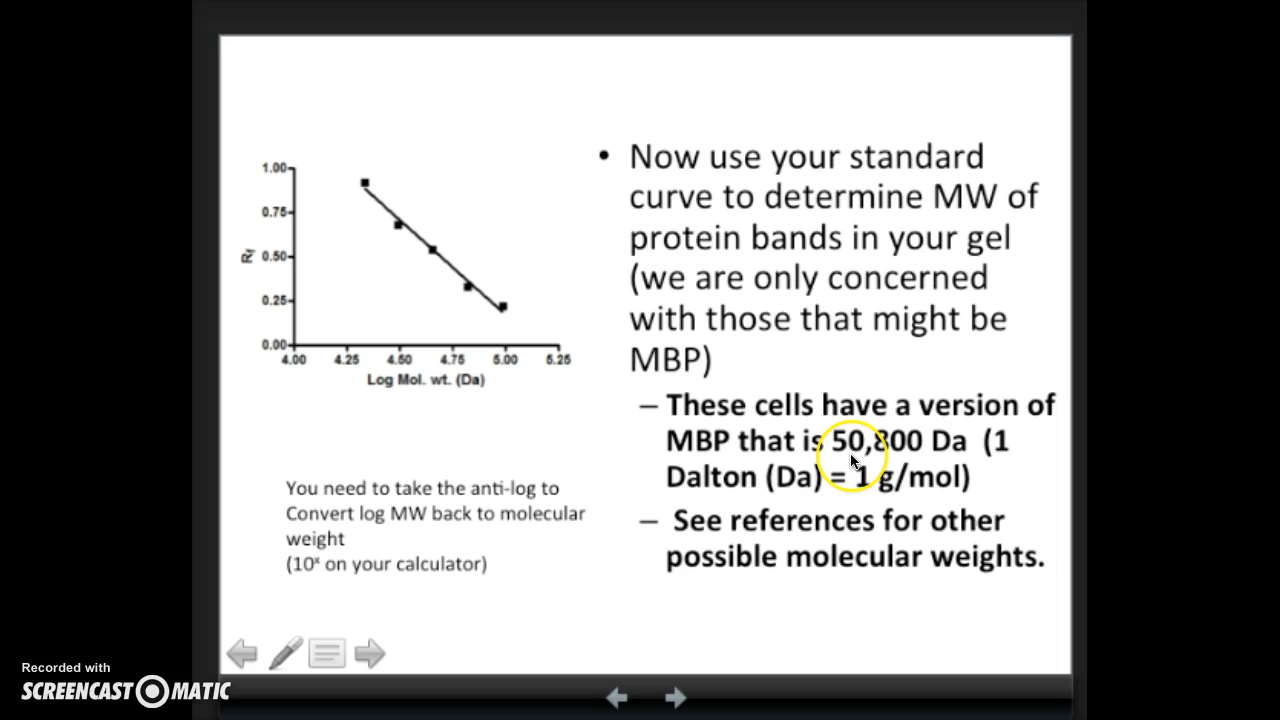 • Now use your standard
curve to determine MW of
protein bands in your gel
(we are only concerned
with those that might be
MBP)
– These cells have a version of
MBP that is 50,800 Da (1
Dalton (Da) = 1 g/mol)
– See references for other
possible molecular weights.
1.00
0.75
0.50
0.25
0.00
Rf
4.00 4.25 4.50 4.75 5.00 5.25
Log Mol. wt. (Da)
You need to take the anti-log to
Convert log MW back to molecular
weight
(10ˣ on your calculator)
Recorded with
SCREENCAST O MATIC